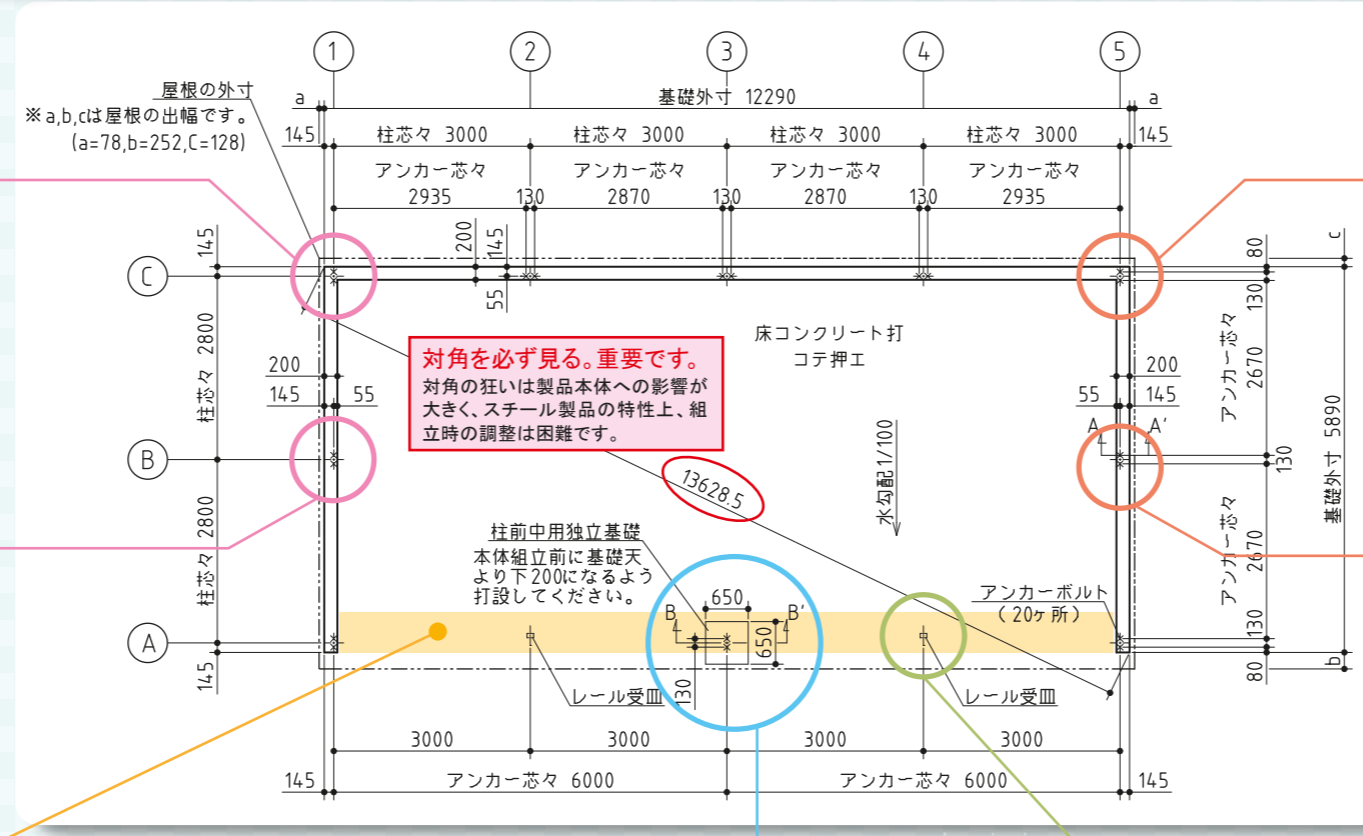 1
2
3
4
5
屋根の外寸
※a,b,cは屋根の出幅です。
(a=78,b=252,C=128)
a
基礎外寸 12290
a
145
柱芯々 3000
柱芯々 3000
柱芯々 3000
柱芯々 3000
145
アンカー芯々
アンカー芯々
アンカー芯々
アンカー芯々
2935
130
2870
130
2870
130
2935
145
200
145
55
c
80
C
130
柱芯々 2800
対角を必ず見る。重要です。
対角の狂いは製品本体への影響が
大きく、スチール製品の特性上、組
立時の調整は困難です。
床コンクリート打
コテ押エ
アンカー芯々
2670
200
145
55
200
55
145
A
A'
B
130
基礎外寸 5890
13628.5
水勾配1/100
柱芯々 2800
柱前中用独立基礎
本体組立前に基礎天
より下200になるよう
打設してください。
アンカー芯々
2670
650
B
B'
650
アンカーボルト
(20ヶ所)
130
A
145
レール受皿
130
レール受皿
80
b
3000
3000
3000
3000
145
アンカー芯々 6000
アンカー芯々 6000
145